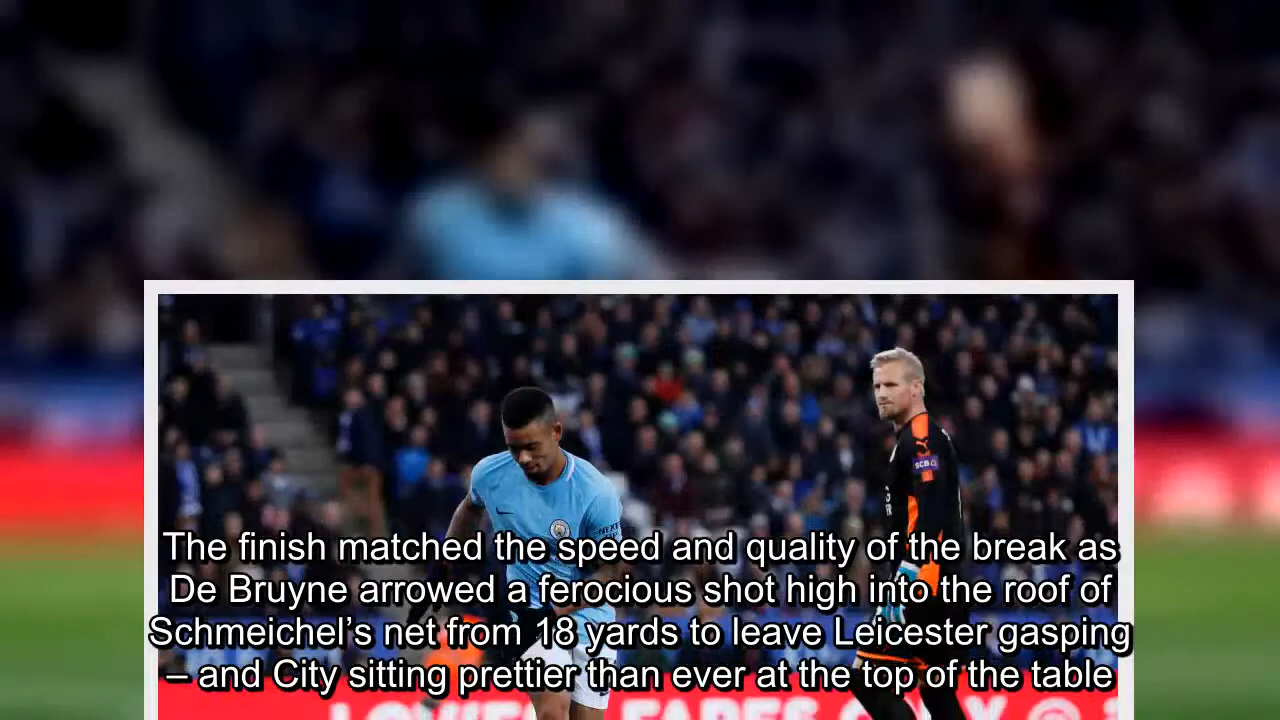 SCB
The finish matched the speed and quality of the break as
De Bruyne arrowed a ferocious shot high into the roof of
Schmeichel’s net from 18 yards to leave Leicester gasping
– and City sitting prettier than ever at the top of the table